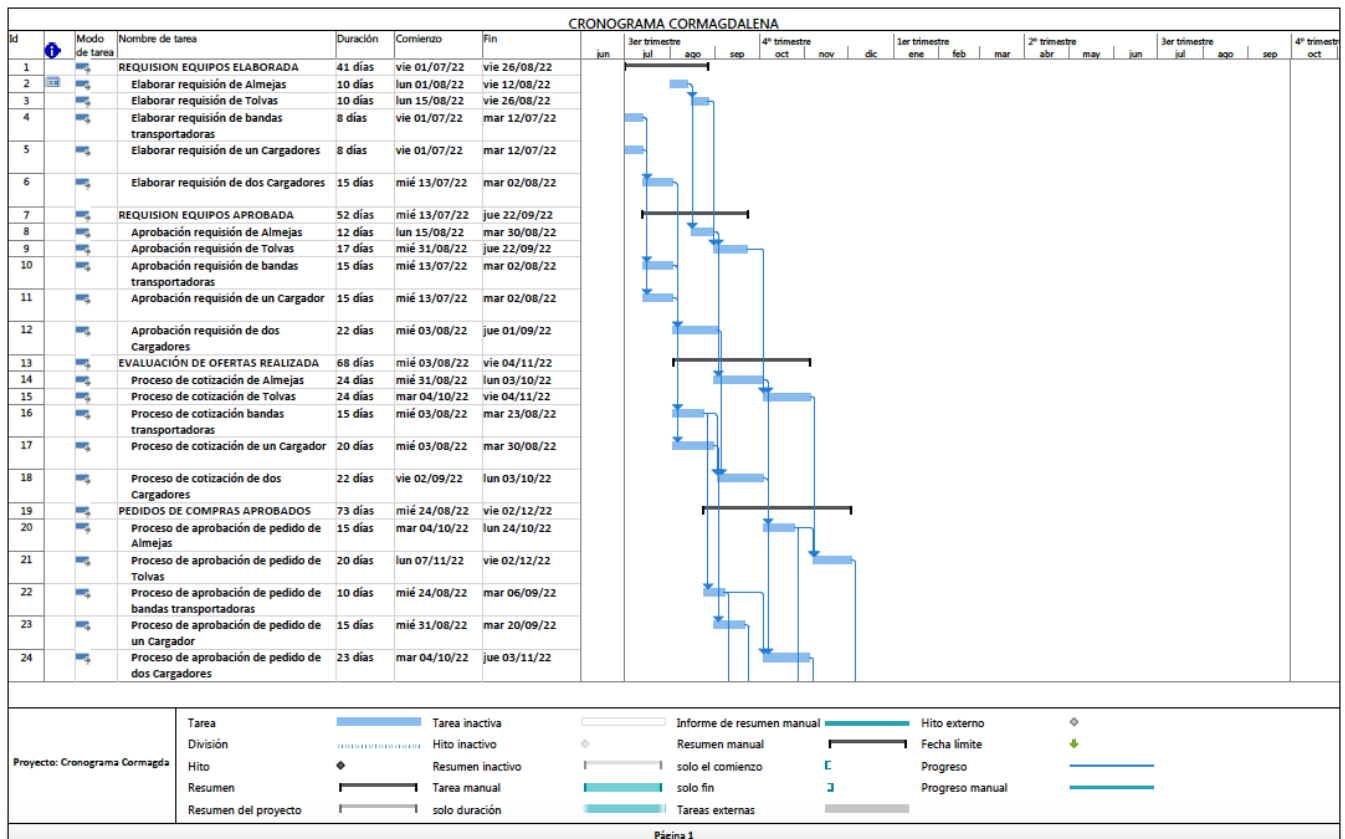 CRONOGRAMA CORMAGDALENA
Id Modo de tarea Nombre de tarea Duración Comienzo Fin
3er trimestre 4º trimestre 1er trimestre 2º trimestre 3er trimestre 4º trimestr
jun jul ago sep oct nov dic ene feb mar abr may jun jul ago sep oct
1 REQUISION EQUIPOS ELABORADA 41 días vie 01/07/22 vie 26/08/22
2 Elaborar requisión de Almejas 10 días lun 01/08/22 vie 12/08/22
3 Elaborar requisión de Tolvas 10 días lun 15/08/22 vie 26/08/22
4 Elaborar requisión de bandas transportadoras 8 días vie 01/07/22 mar 12/07/22
5 Elaborar requisión de un Cargadores 8 días vie 01/07/22 mar 12/07/22
6 Elaborar requisión de dos Cargadores 15 días mié 13/07/22 mar 02/08/22
7 REQUISION EQUIPOS APROBADA 52 días mié 13/07/22 jue 22/09/22
8 Aprobación requisión de Almejas 12 días lun 15/08/22 mar 30/08/22
9 Aprobación requisión de Tolvas 17 días mié 31/08/22 jue 22/09/22
10 Aprobación requisión de bandas transportadoras 15 días mié 13/07/22 mar 02/08/22
11 Aprobación requisión de un Cargador 15 días mié 13/07/22 mar 02/08/22
12 Aprobación requisión de dos Cargadores 22 días mié 03/08/22 jue 01/09/22
13 EVALUACIÓN DE OFERTAS REALIZADA 68 días mié 03/08/22 vie 04/11/22
14 Proceso de cotización de Almejas 24 días mié 31/08/22 lun 03/10/22
15 Proceso de cotización de Tolvas 24 días mar 04/10/22 vie 04/11/22
16 Proceso de cotización bandas transportadoras 15 días mié 03/08/22 mar 23/08/22
17 Proceso de cotización de un Cargador 20 días mié 03/08/22 mar 30/08/22
18 Proceso de cotización de dos Cargadores 22 días vie 02/09/22 lun 03/10/22
19 PEDIDOS DE COMPRAS APROBADOS 73 días mié 24/08/22 vie 02/12/22
20 Proceso de aprobación de pedido de Almejas 15 días mar 04/10/22 lun 24/10/22
21 Proceso de aprobación de pedido de Tolvas 20 días lun 07/11/22 vie 02/12/22
22 Proceso de aprobación de pedido de bandas transportadoras 10 días mié 24/08/22 mar 06/09/22
23 Proceso de aprobación de pedido de un Cargador 15 días mié 31/08/22 mar 20/09/22
24 Proceso de aprobación de pedido de dos Cargadores 23 días mar 04/10/22 jue 03/11/22
Proyecto: Cronograma Cormagda
Tarea Tarea inactiva Informe de resumen manual Hito externo
División Hito inactivo Resumen manual Fecha límite
Hito Resumen inactivo solo el comienzo Progreso
Resumen Tarea manual solo fin Progreso manual
Resumen del proyecto solo duración Tareas externas
Página 1